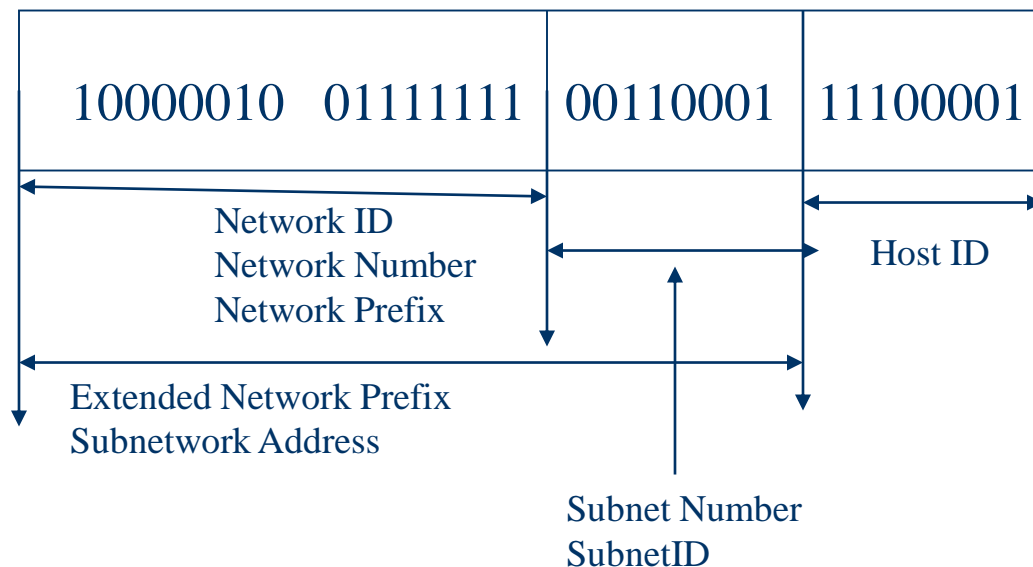 10000010 01111111 00110001 11100001
Network ID
Network Number
Network Prefix
Host ID
Extended Network Prefix
Subnetwork Address
Subnet Number
SubnetID